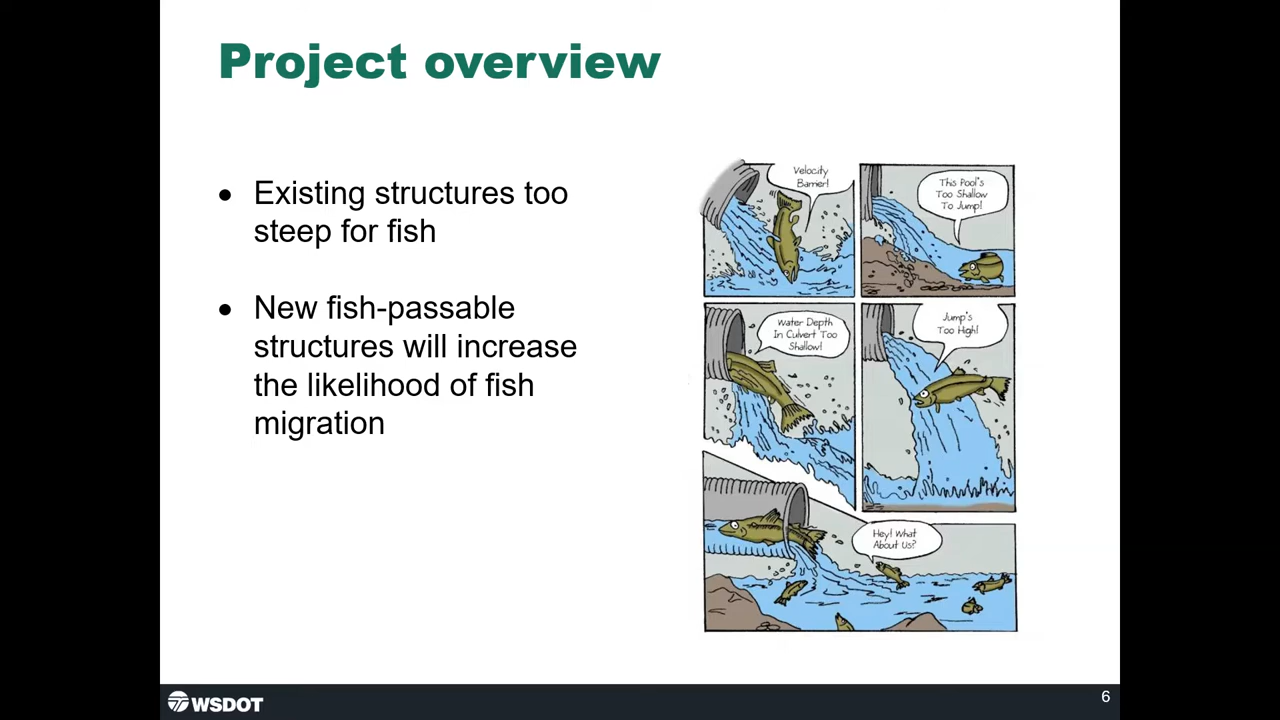 Project overview
• Existing structures too
steep for fish
• New fish-passable
structures will increase
the likelihood of fish
migration
Velocity
Barrier!
This Pool's
Too Shallow
To Jump!
Water Depth
In Culvert Too
Shallow!
Jump's
Too High!
Hey! What
About Us?
WSDOT
6